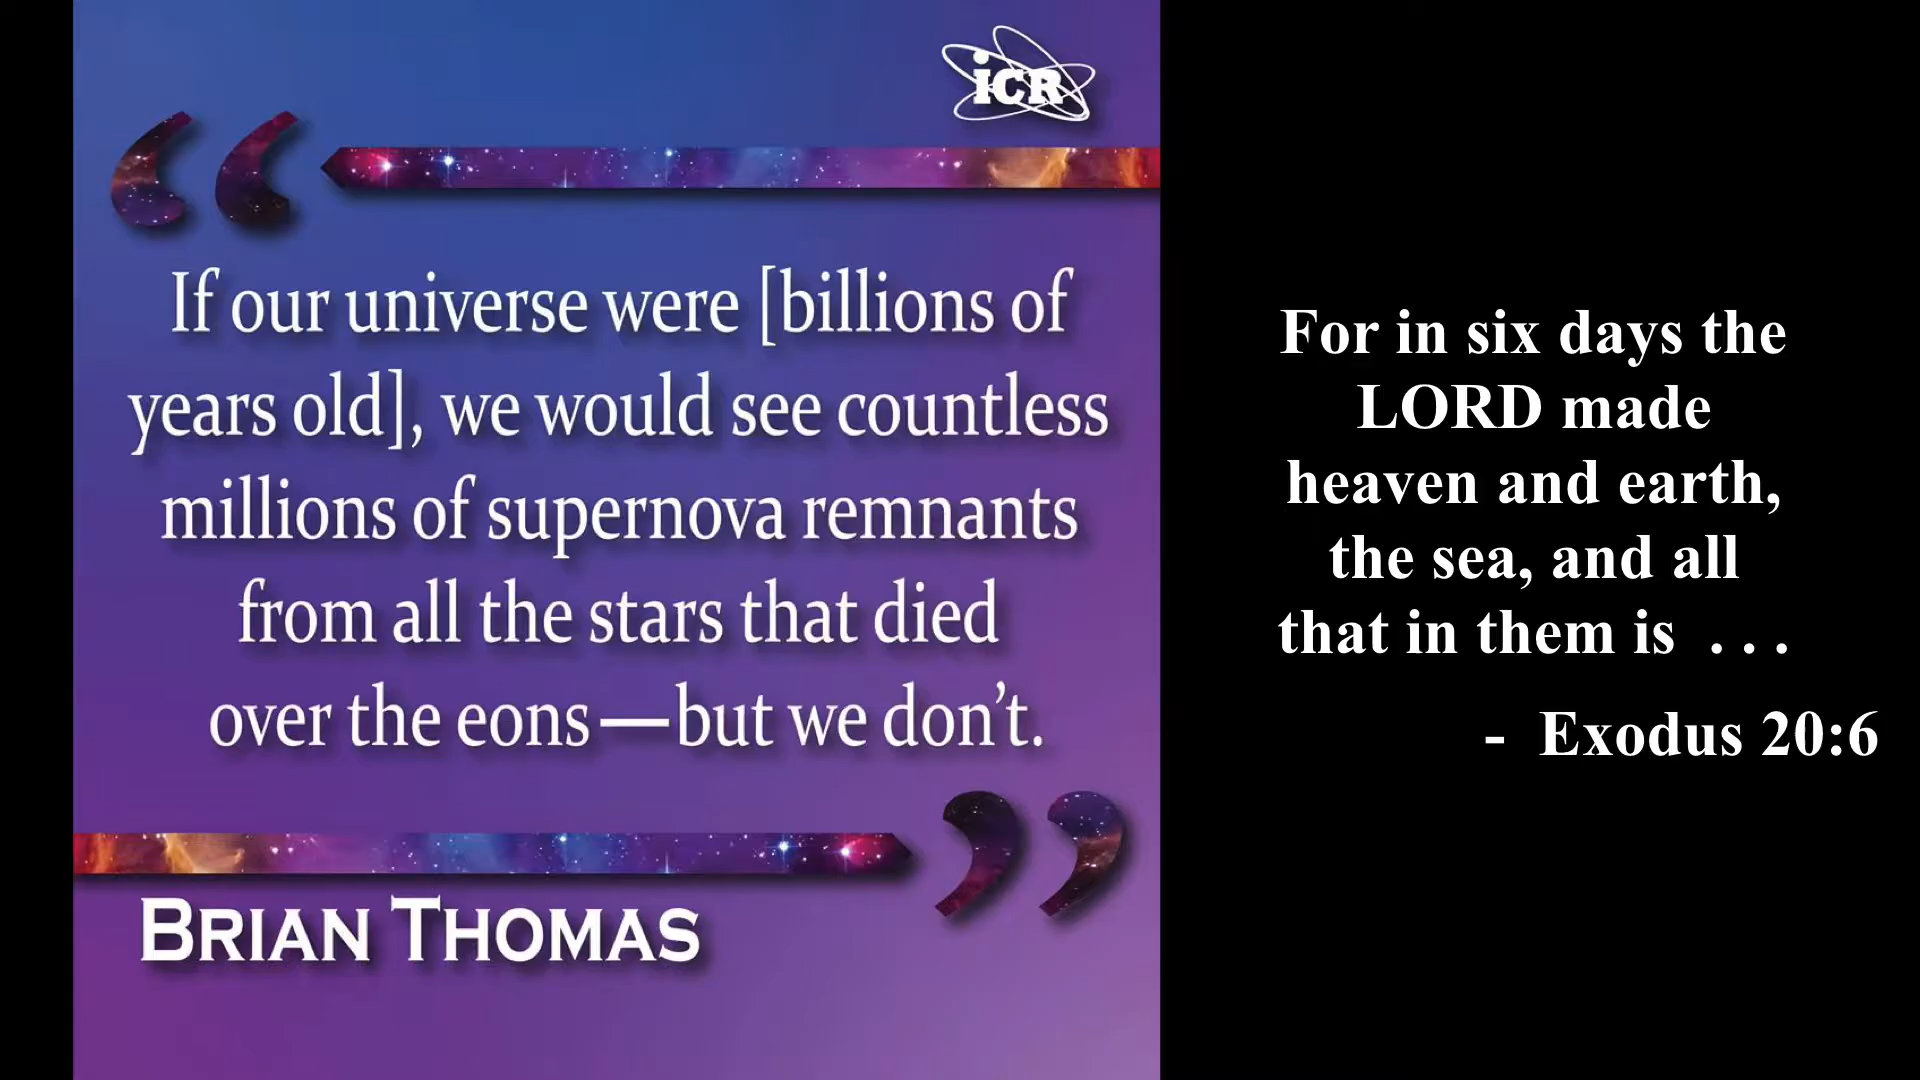 iCR
“
If our universe were [billions of
years old], we would see countless
millions of supernova remnants
from all the stars that died
over the eons—but we don’t.
”
BRIAN THOMAS
For in six days the
LORD made
heaven and earth,
the sea, and all
that in them is . . .
- Exodus 20:6